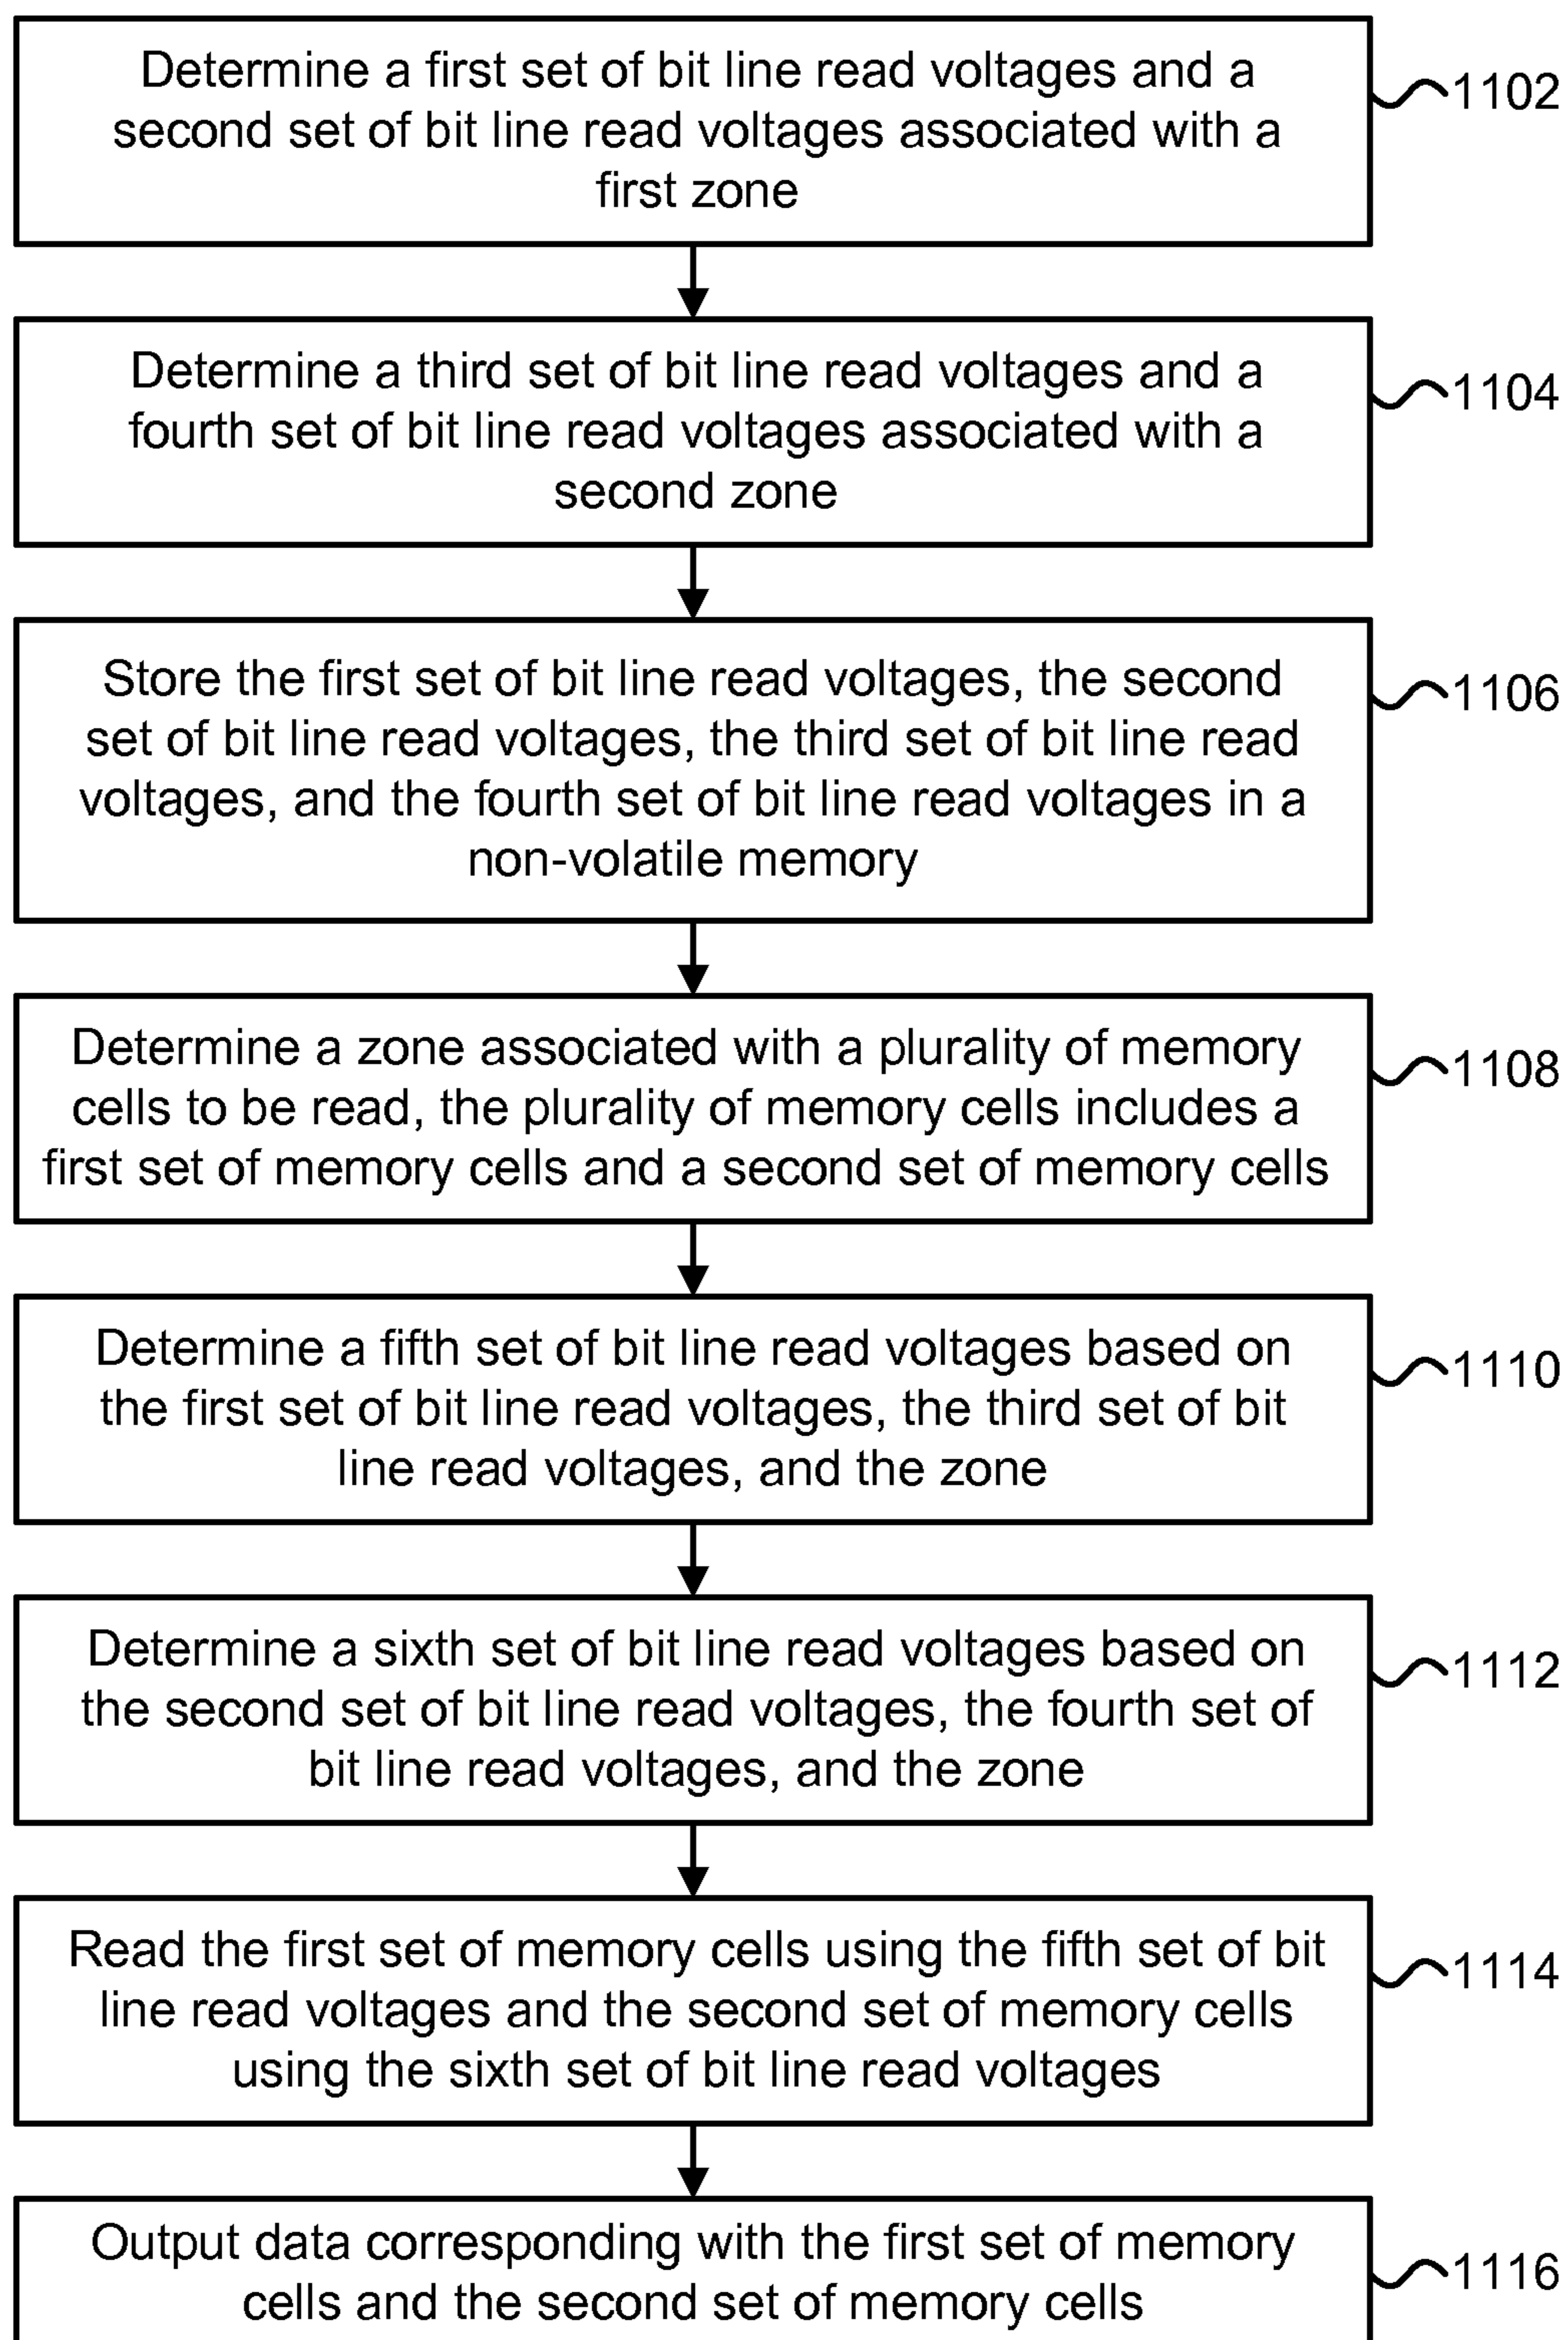 Determine a first set of bit line read voltages and a
second set of bit line read voltages associated with a
first zone
1102
Determine a third set of bit line read voltages and a
fourth set of bit line read voltages associated with a
second zone
1104
Store the first set of bit line read voltages, the second
set of bit line read voltages, the third set of bit line read
voltages, and the fourth set of bit line read voltages in a
non-volatile memory
1106
Determine a zone associated with a plurality of memory
cells to be read, the plurality of memory cells includes a
first set of memory cells and a second set of memory cells
1108
Determine a fifth set of bit line read voltages based on
the first set of bit line read voltages, the third set of bit
line read voltages, and the zone
1110
Determine a sixth set of bit line read voltages based on
the second set of bit line read voltages, the fourth set of
bit line read voltages, and the zone
1112
Read the first set of memory cells using the fifth set of bit
line read voltages and the second set of memory cells
using the sixth set of bit line read voltages
1114
Output data corresponding with the first set of memory
cells and the second set of memory cells
1116